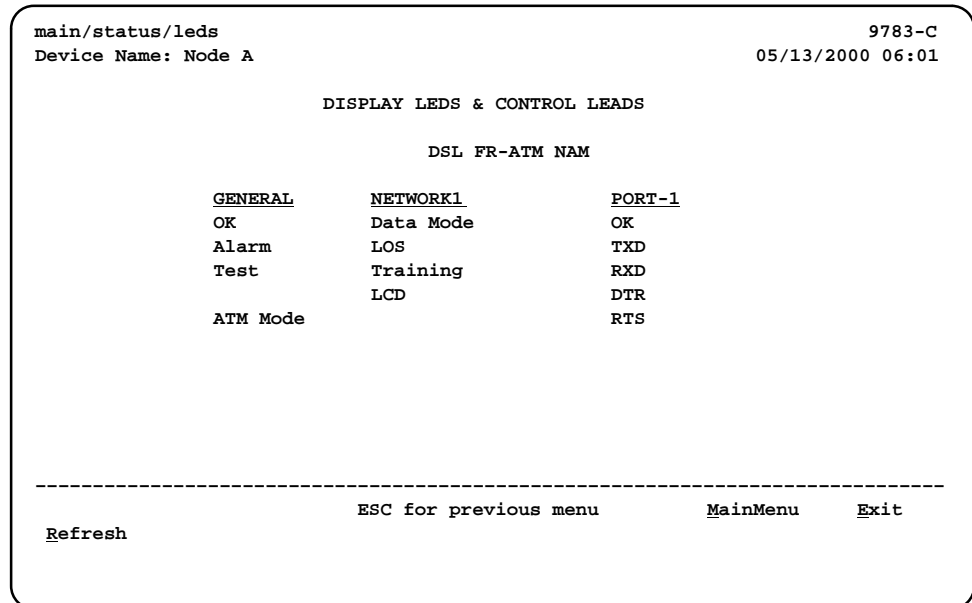 main/status/leds 9783-C
Device Name: Node A 05/13/2000 06:01
DISPLAY LEDS & CONTROL LEADS
DSL FR-ATM NAM
GENERAL NETWORK1 PORT-1
OK Data Mode OK
Alarm LOS TXD
Test Training RXD
LCD DTR
ATM Mode RTS
--------------------------------------------------------------------------------
ESC for previous menu MainMenu Exit
Refresh